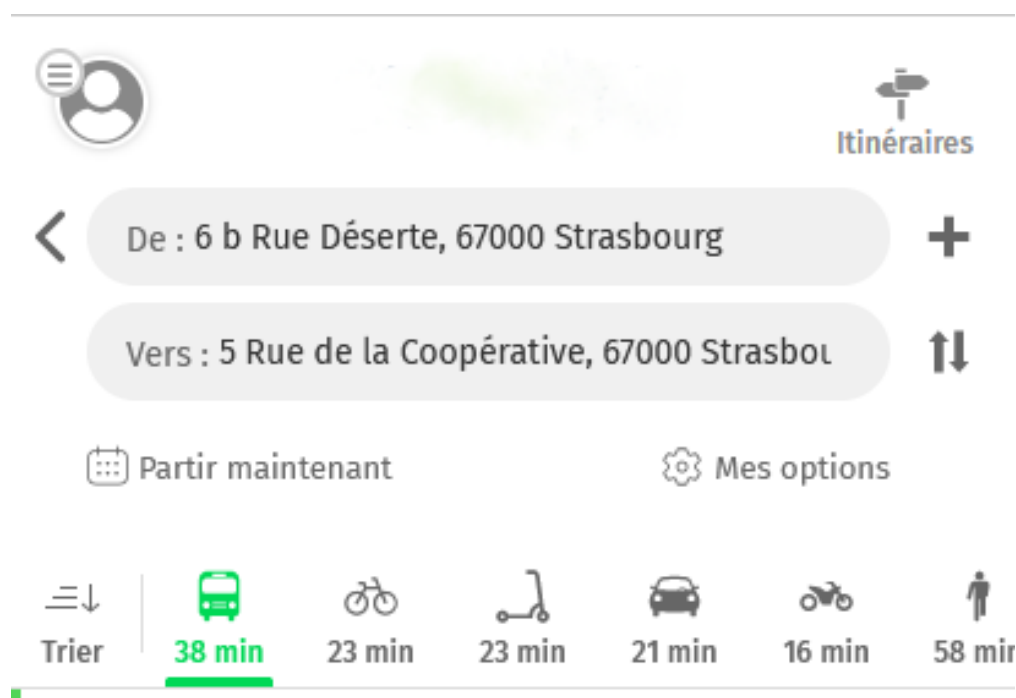 Itinéraires
De : 6 b Rue Déserte, 67000 Strasbourg
Vers : 5 Rue de la Coopérative, 67000 Strasbou
Partir maintenant Mes options
Trier 38 min 23 min 23 min 21 min 16 min 58 min